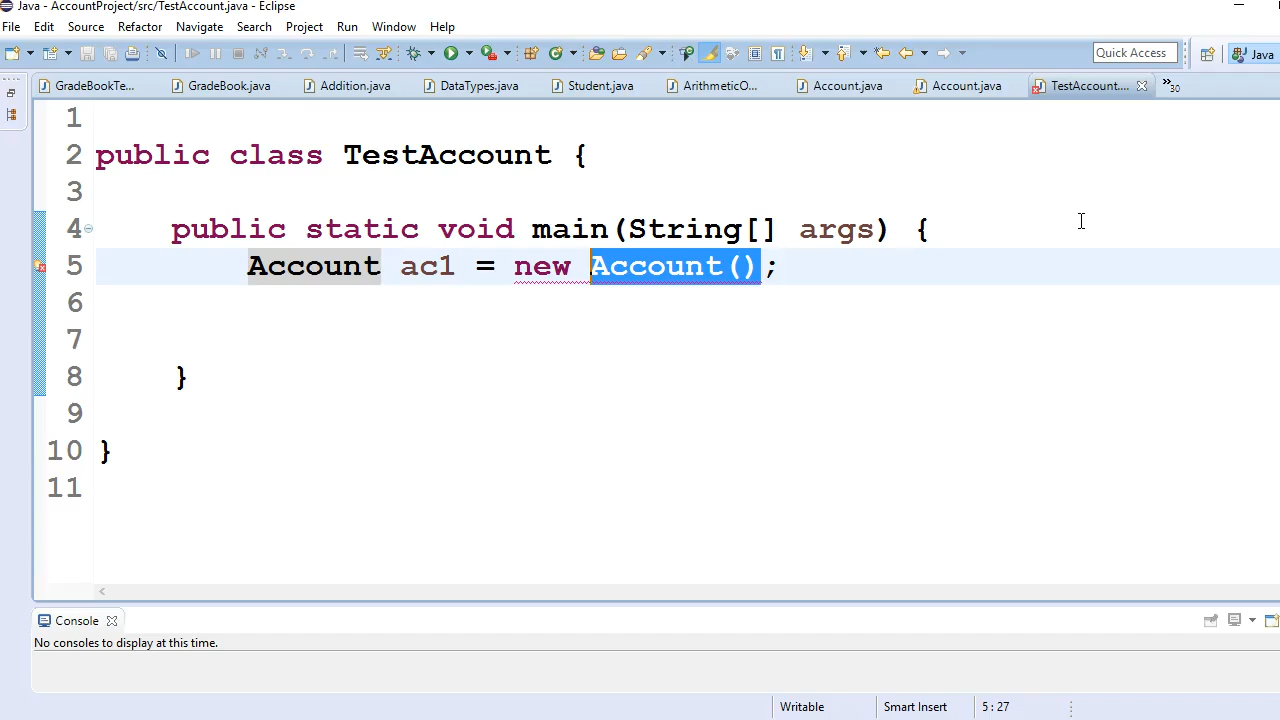 Java - AccountProject/src/TestAccount.java - Eclipse
File Edit Source Refactor Navigate Search Project Run Window Help
Quick Access Java
GradeBookTe... GradeBook.java Addition.java DataTypes.java Student.java ArithmeticO... Account.java Account.java TestAccount.... »30
1
2 public class TestAccount {
3
4 public static void main(String[] args) {
5 Account ac1 = new Account();
6
7
8 }
9
10 }
11
Console
No consoles to display at this time.
Writable Smart Insert 5 : 27